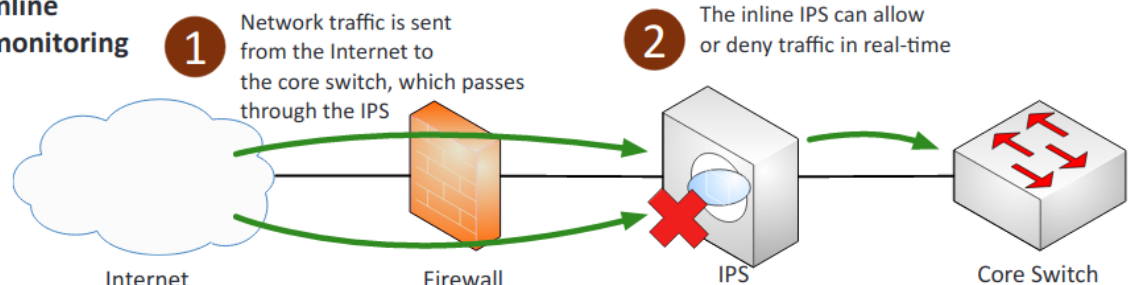 nline
monitoring
1
Network traffic is sent
from the Internet to
the core switch, which passes
through the IPS
2
The inline IPS can allow
or deny traffic in real-time
Internet
Firewall
IPS
Core Switch